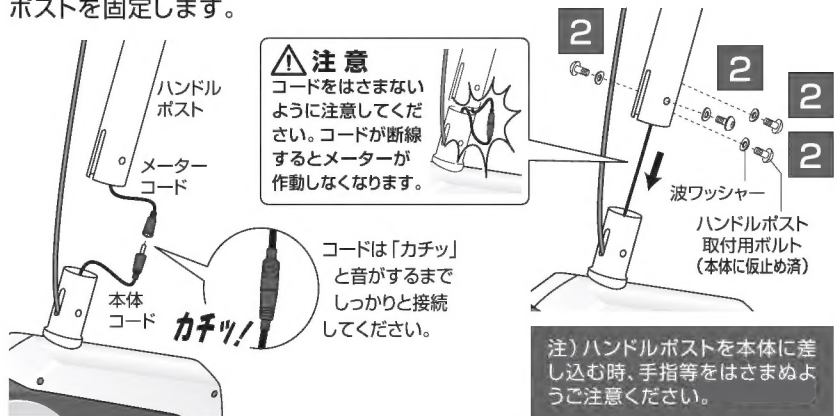 ポストを固定します。
ハンドル
ポスト
メーター
コード
本体
コード
カチッ!
⚠注意
コードをはさまない
ように注意してくだ
さい。コードが断線
するとメーターが
作動しなくなります。
コードは「カチッ」
と音がするまで
しっかりと接続
してください。
2
2
2
2
波ワッシャー
ハンドルポスト
取付用ボルト
(本体に仮止め済)
注)ハンドルポストを本体に差
し込む時、手指等をはさまぬよ
うご注意ください。